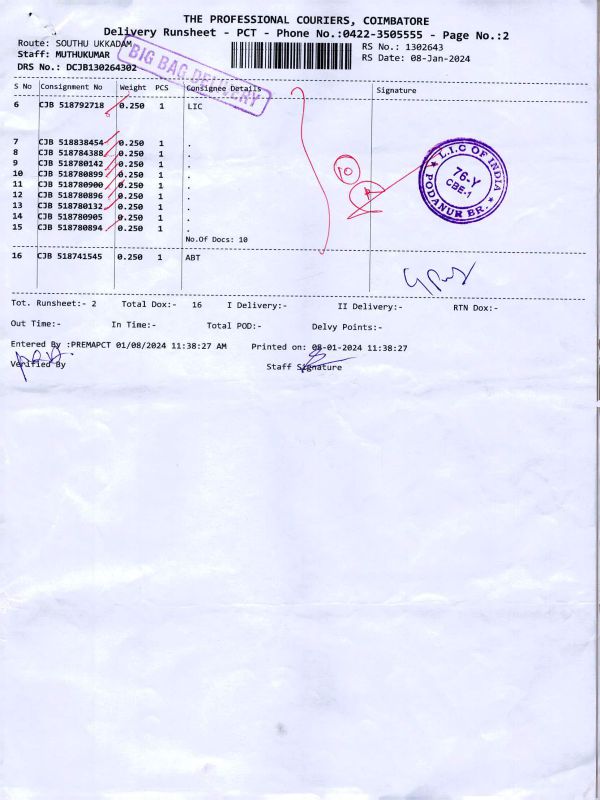 THE PROFESSIONAL COURIERS, COIMBATORE
Delivery Runsheet - PCT - Phone No.:0422-3505555 - Page No.:2
Route: SOUTHU UKKADAM RS No.: 1302643
Staff: MUTHUKUMAR RS Date: 08-Jan-2024
DRS No.: DCJB130264302
BIG BAG DELIVERY
S No Consignment No Weight PCS Consignee Details Signature
6 CJB 518792718 0.250 1 LIC
7 CJB 518838454 0.250 1 .
8 CJB 518784388 0.250 1 .
9 CJB 518780142 0.250 1 .
10 CJB 518780899 0.250 1 .
11 CJB 518780900 0.250 1 .
12 CJB 518780896 0.250 1 .
13 CJB 518780132 0.250 1 .
14 CJB 518780905 0.250 1 .
15 CJB 518780894 0.250 1 .
No.Of Docs: 10
10
L.I.C OF INDIA
76-Y
CBE-1
PODANUR BR.
16 CJB 518741545 0.250 1 ABT
Tot. Runsheet:- 2 Total Dox:- 16 I Delivery:- II Delivery:- RTN Dox:-
Out Time:- In Time:- Total POD:- Delvy Points:-
Entered By :PREMAPCT 01/08/2024 11:38:27 AM Printed on: 08-01-2024 11:38:27
Verified By Staff Signature